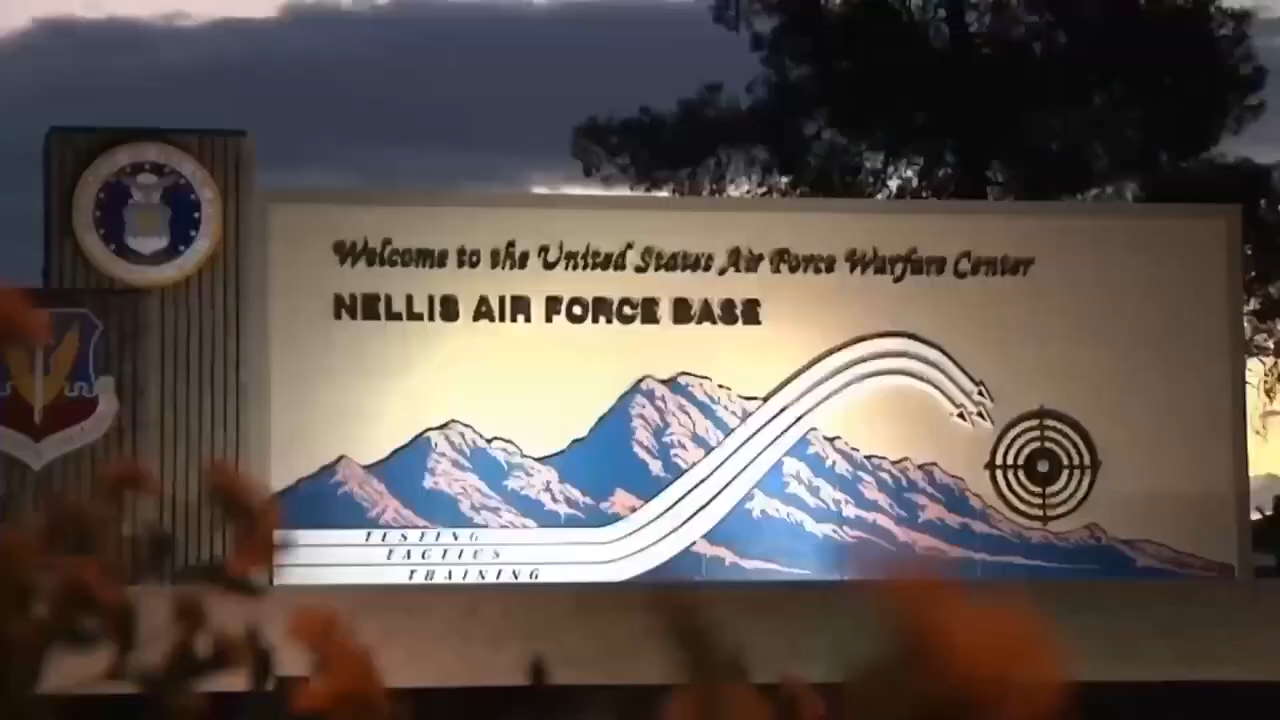 Welcome to the United States Air Force Warfare Center
NELLIS AIR FORCE BASE
TESTING
TACTICS
TRAINING